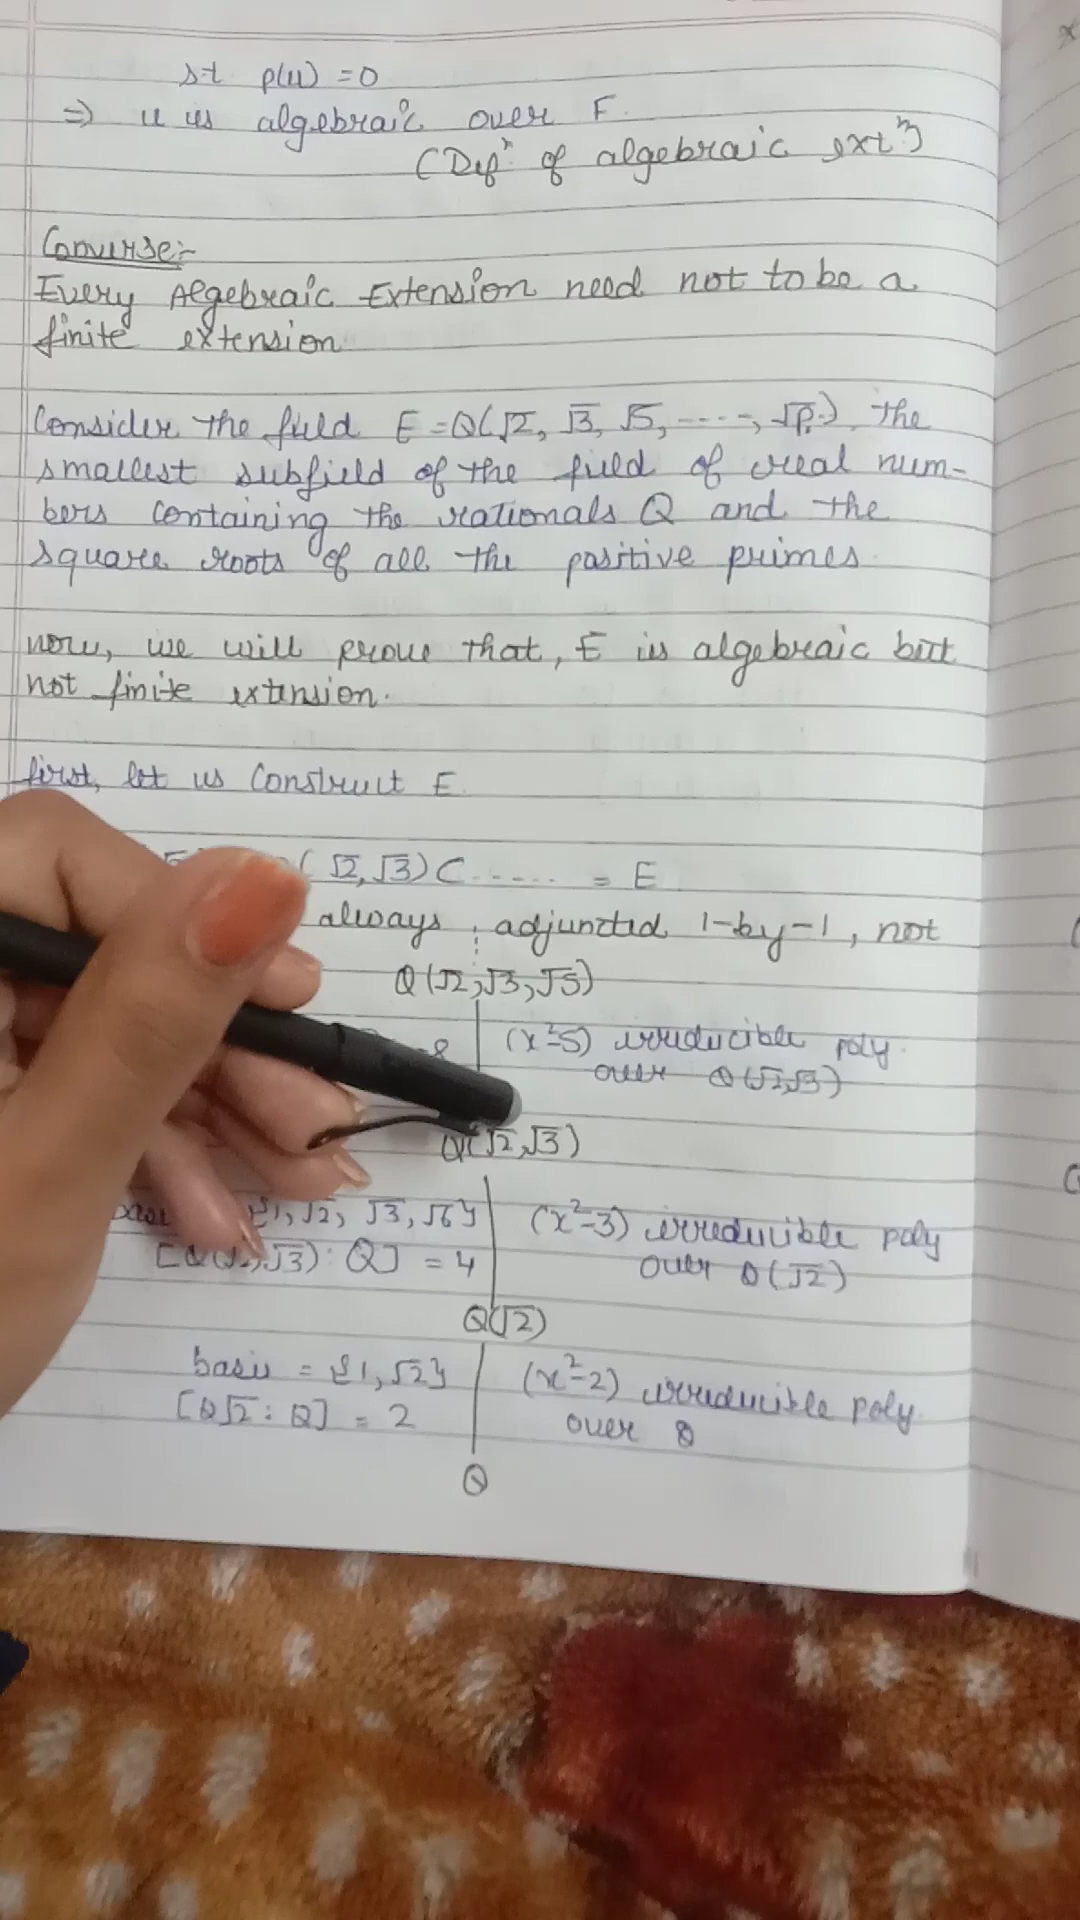 s.t p(u) = 0
⇒ u is algebraic over F.
(Defⁿ of algebraic extⁿ)
Converse:-
Every Algebraic Extension need not to be a
finite extension
Consider the field E = Q(√2, √3, √5, ----, √p.). The
smallest subfield of the field of real num-
bers containing the rationals Q and the
square roots of all the positive primes.
now, we will prove that, E is algebraic but
not finite extension.
first, let us Construct E.
(√2, √3) C ----- = E
always adjuncted 1-by-1, not
Q(√2, √3, √5)
=8 (x²-5) irreducible poly.
over Q(√2,√3)
Q(√2,√3)
{1, √2, √3, √6} (x²-3) irreducible poly
[Q(√2,√3) : Q] = 4 over Q(√2)
Q(√2)
basis = {1, √2} (x²-2) irreducible poly.
[Q√2 : Q] = 2 over Q
Q